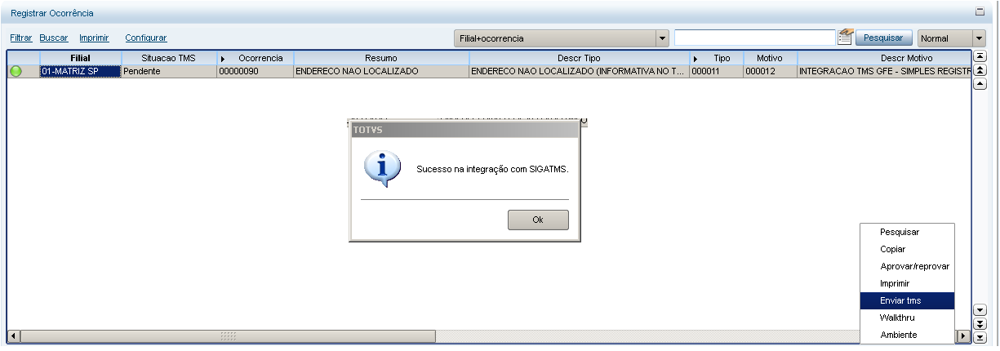 Registrar Ocorrência
Filtrar Buscar Imprimir Configurar Filial+ocorrencia Pesquisar Normal
Filial Situacao TMS Ocorrencia Resumo Descr Tipo Tipo Motivo Descr Motivo
01-MATRIZ SP Pendente 00000090 ENDERECO NAO LOCALIZADO ENDERECO NAO LOCALIZADO (INFORMATIVA NO T... 000011 000012 INTEGRACAO TMS GFE - SIMPLES REGISTR
TOTVS
Sucesso na integração com SIGATMS.
Ok
Pesquisar
Copiar
Aprovar/reprovar
Imprimir
Enviar tms
Walkthru
Ambiente